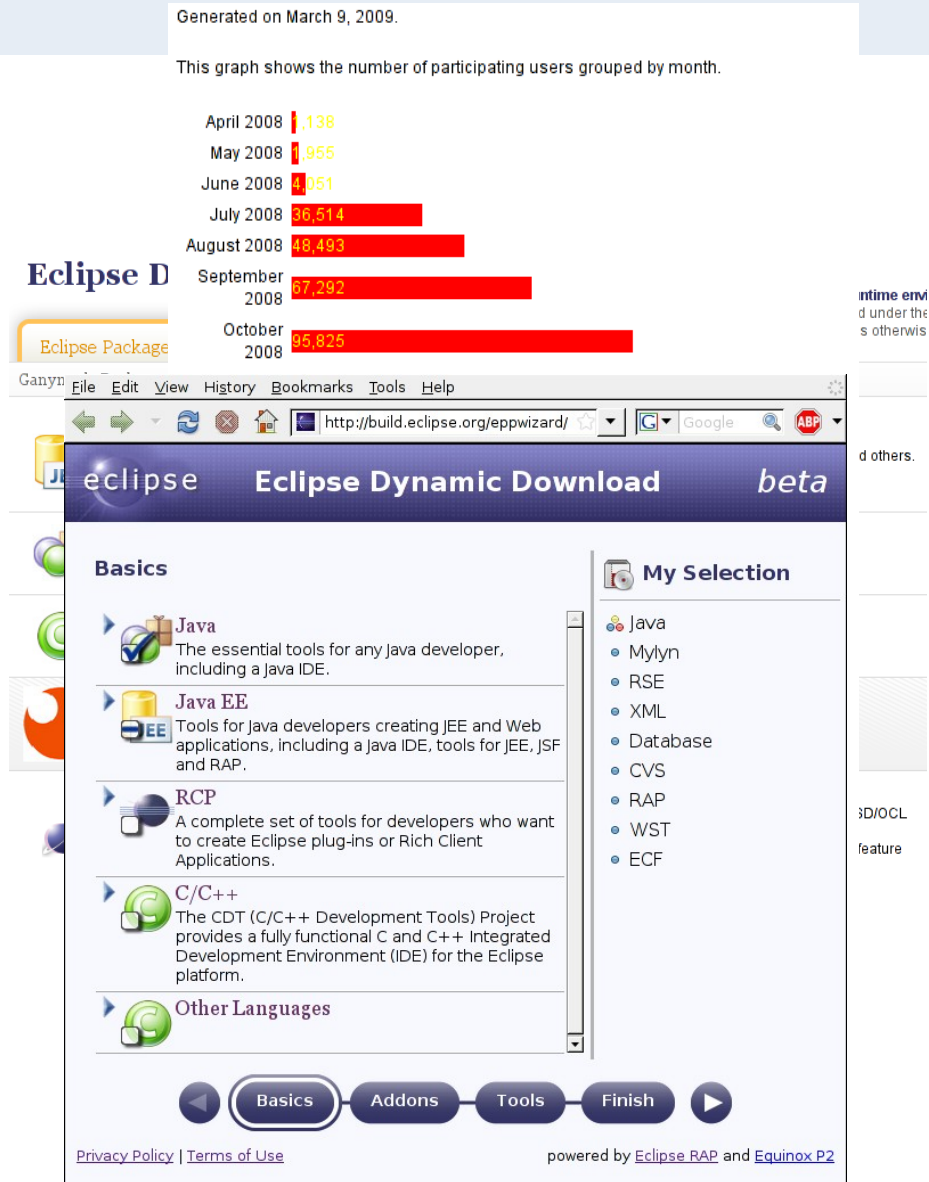 Generated on March 9, 2009.
This graph shows the number of participating users grouped by month.
April 2008 1,138
May 2008 1,955
June 2008 4,051
July 2008 36,514
August 2008 48,493
September
2008 67,292
October
2008 95,825
Eclipse D
Eclipse Package
Ganyn
ntime envi
d under the
s otherwis
d others.
SD/OCL
feature
File Edit View History Bookmarks Tools Help
http://build.eclipse.org/eppwizard/ G Google ABP
eclipse Eclipse Dynamic Download beta
Basics
Java
The essential tools for any Java developer,
including a Java IDE.
Java EE
Tools for Java developers creating JEE and Web
applications, including a Java IDE, tools for JEE, JSF
and RAP.
RCP
A complete set of tools for developers who want
to create Eclipse plug-ins or Rich Client
Applications.
C/C++
The CDT (C/C++ Development Tools) Project
provides a fully functional C and C++ Integrated
Development Environment (IDE) for the Eclipse
platform.
Other Languages
My Selection
Java
Mylyn
RSE
XML
Database
CVS
RAP
WST
ECF
Basics Addons Tools Finish
Privacy Policy | Terms of Use
powered by Eclipse RAP and Equinox P2